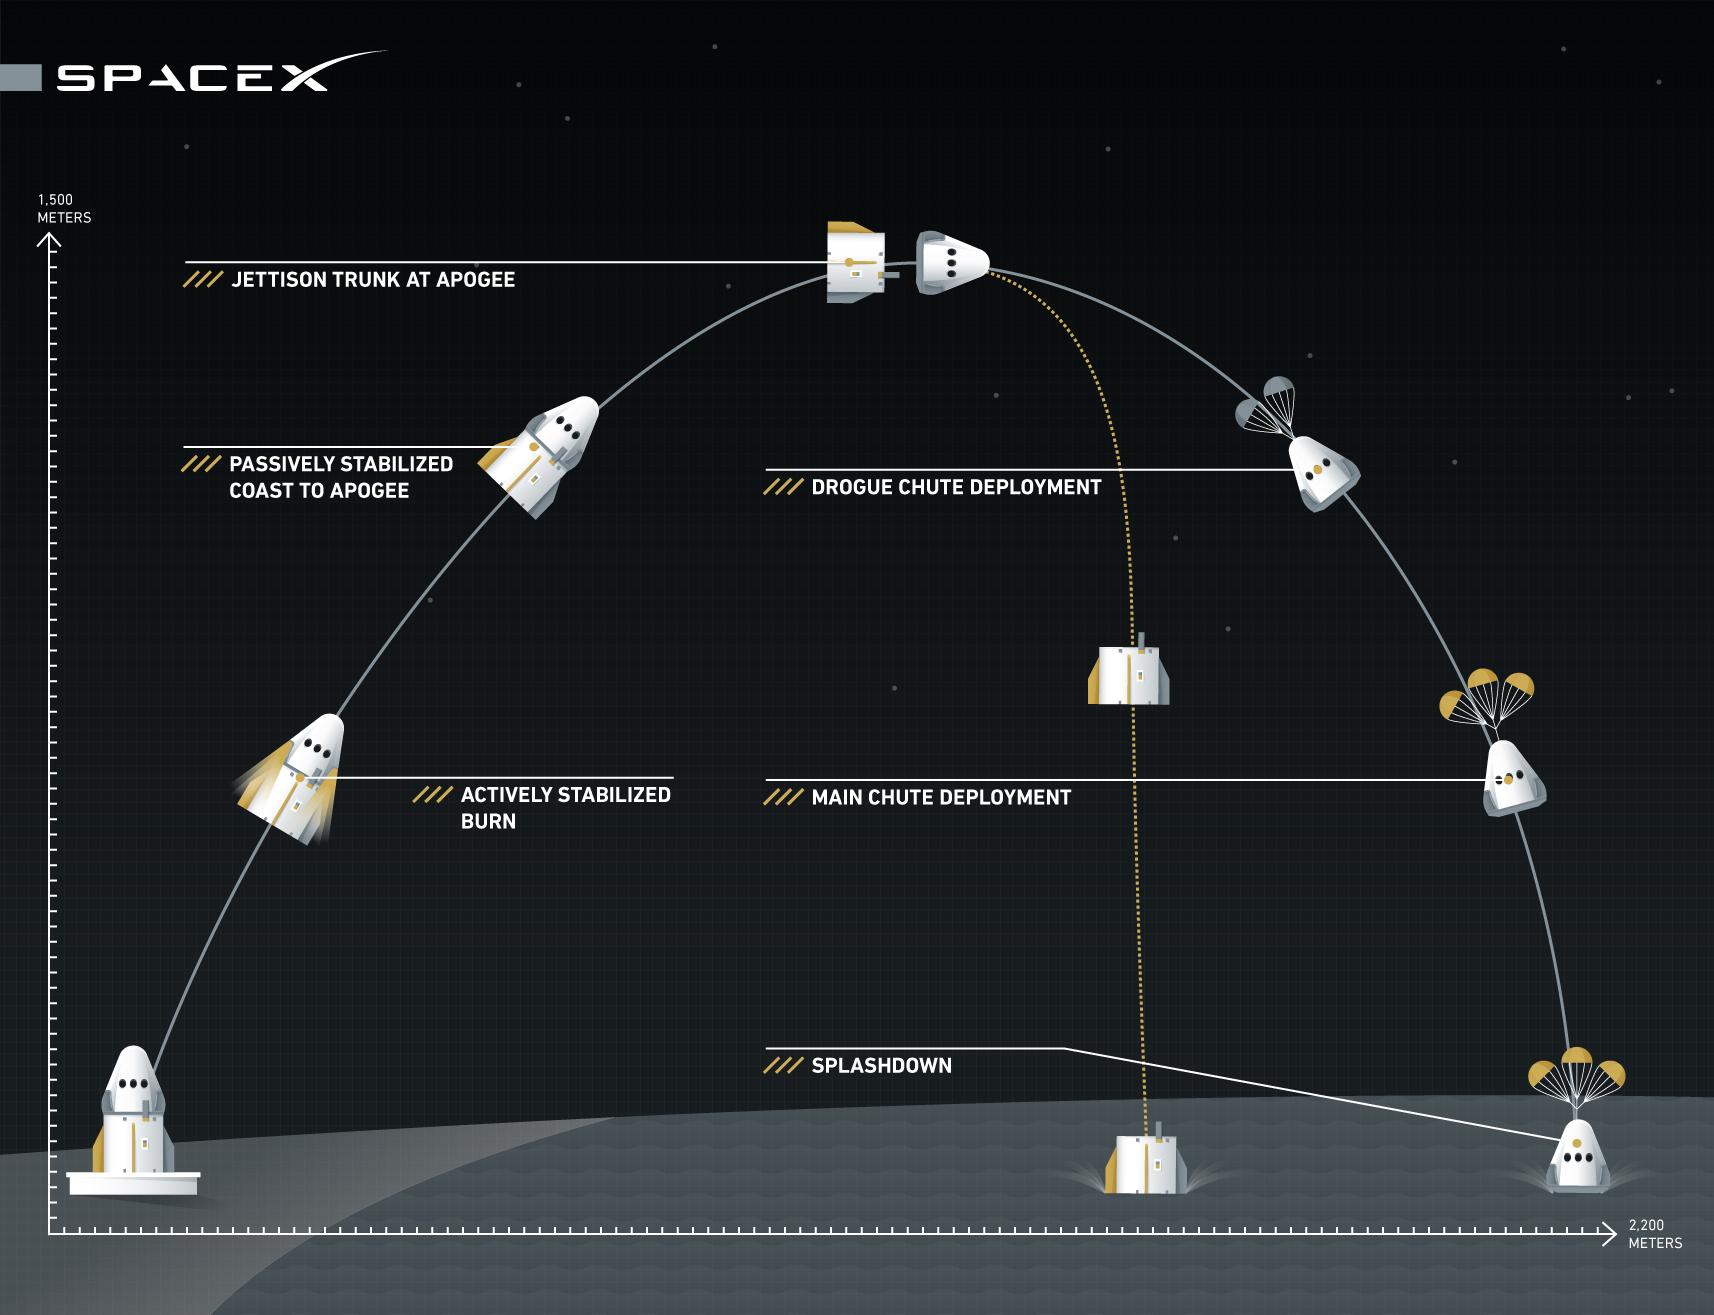 SPACEX
1,500
METERS
JETTISON TRUNK AT APOGEE
PASSIVELY STABILIZED
COAST TO APOGEE
DROGUE CHUTE DEPLOYMENT
ACTIVELY STABILIZED
BURN
MAIN CHUTE DEPLOYMENT
SPLASHDOWN
2,200
METERS